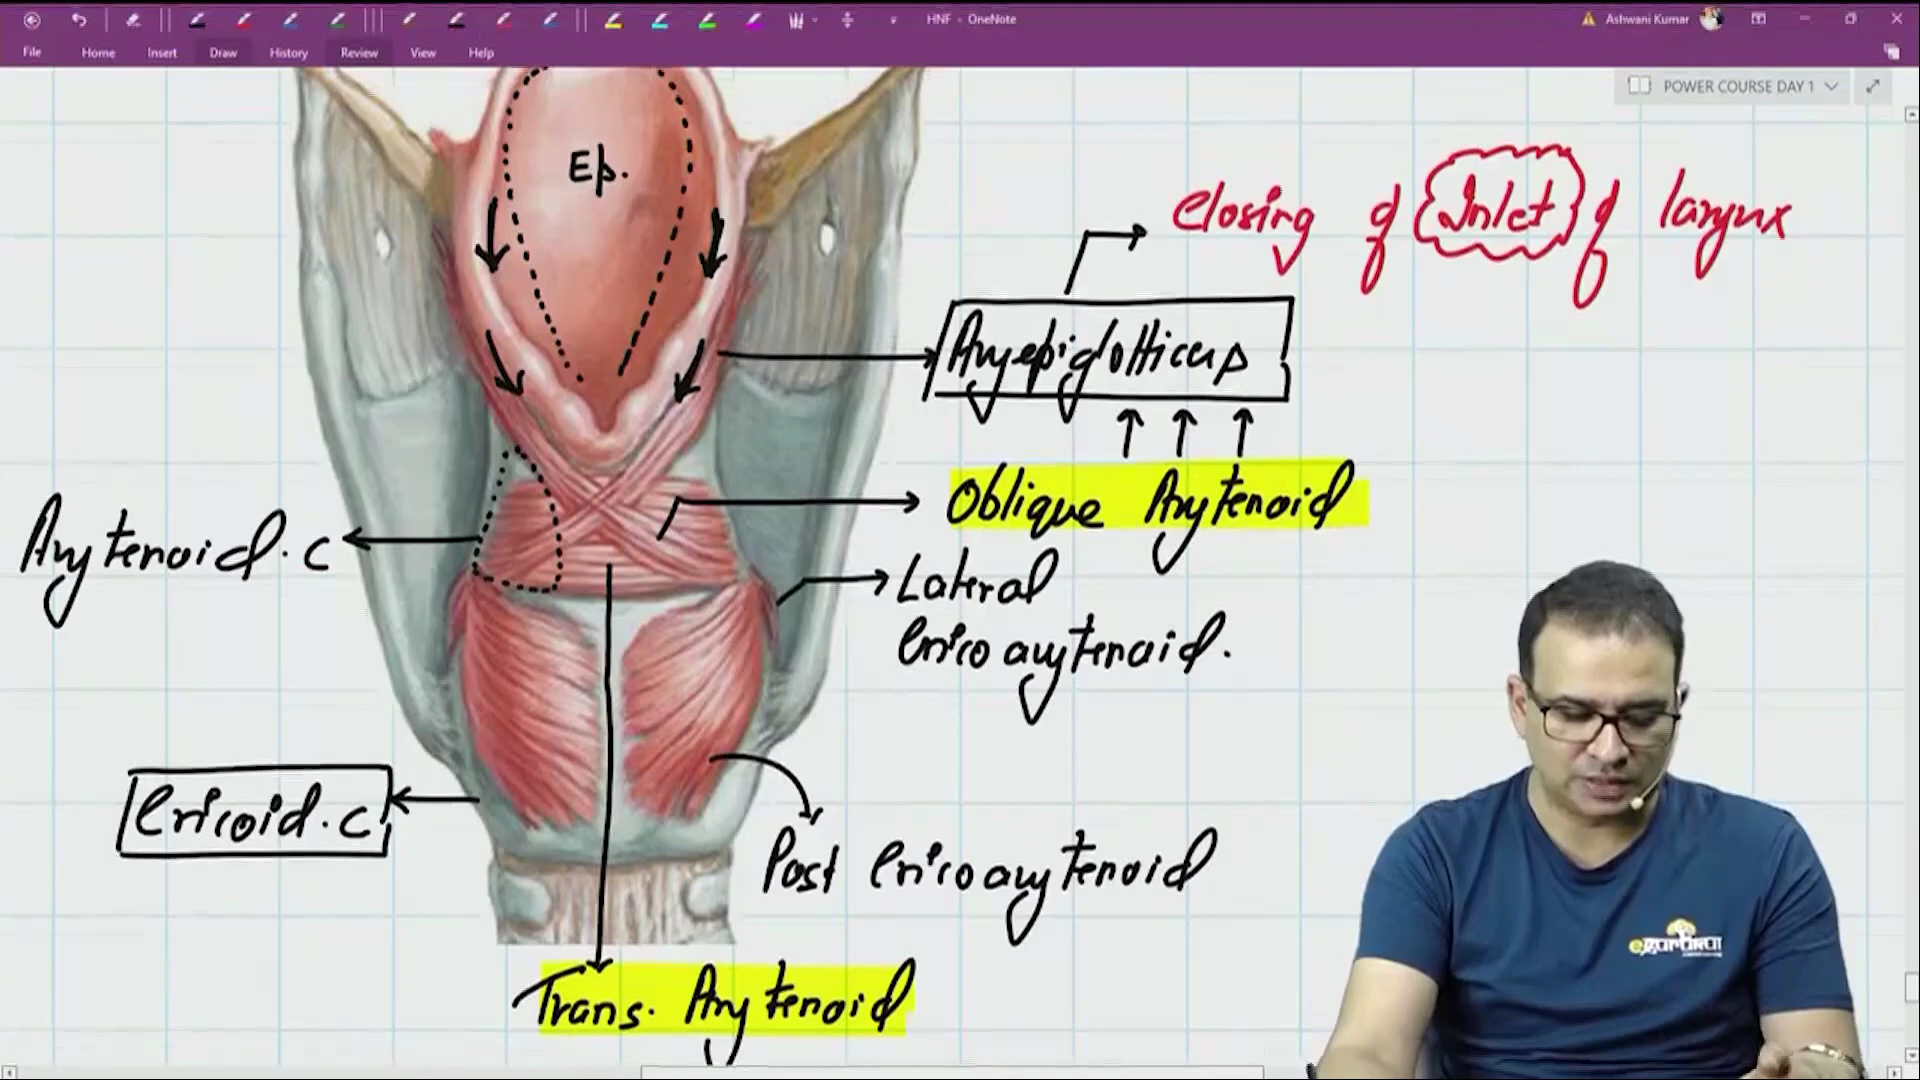 HNF - OneNote
Ashwani Kumar
File Home Insert Draw History Review View Help
POWER COURSE DAY 1
Ep.
Closing of Inlet of larynx
Aryepiglotticus
Oblique Arytenoid
Arytenoid.c
Lateral
Cricoarytenoid.
Cricoid.c
Post Cricoarytenoid
Trans. Arytenoid